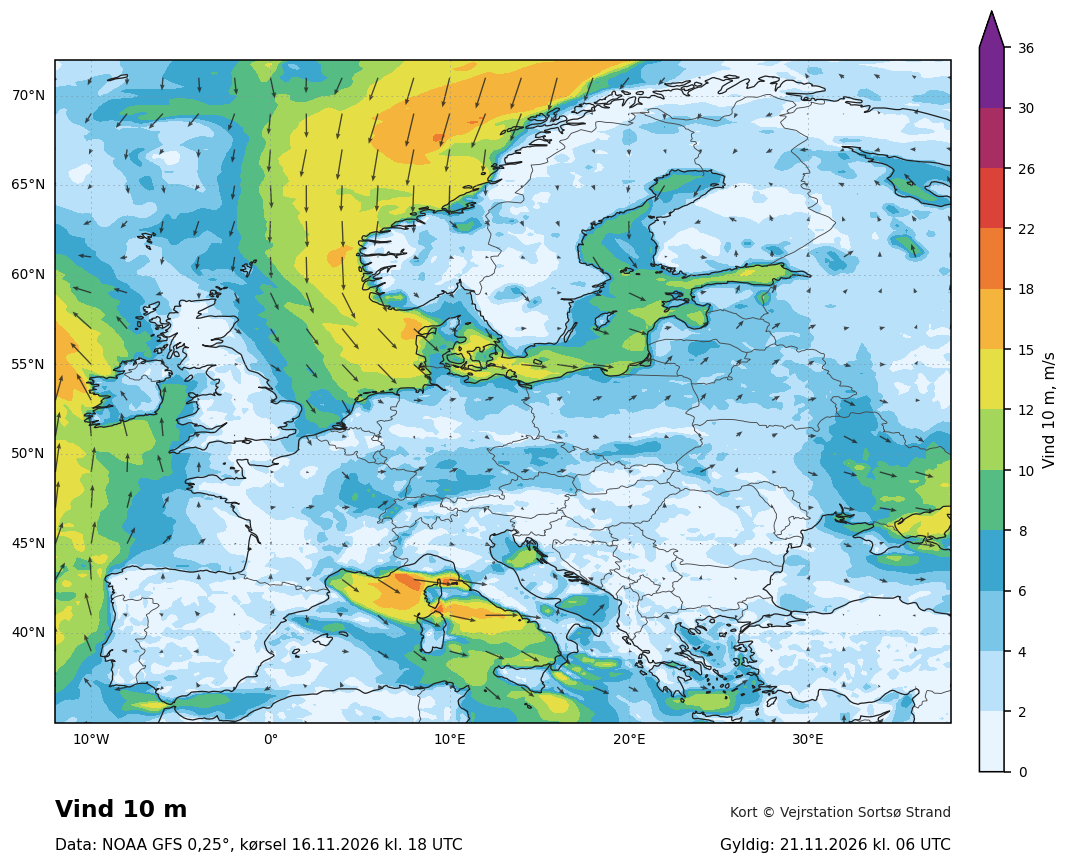 36
30
26
22
18
15
12
10
8
6
4
2
0
Vind 10 m, m/s
70°N
65°N
60°N
55°N
50°N
45°N
40°N
10°W
0°
10°E
20°E
30°E
Vind 10 m
Kort © Vejrstation Sortsø Strand
Data: NOAA GFS 0,25°, kørsel 16.11.2026 kl. 18 UTC
Gyldig: 21.11.2026 kl. 06 UTC